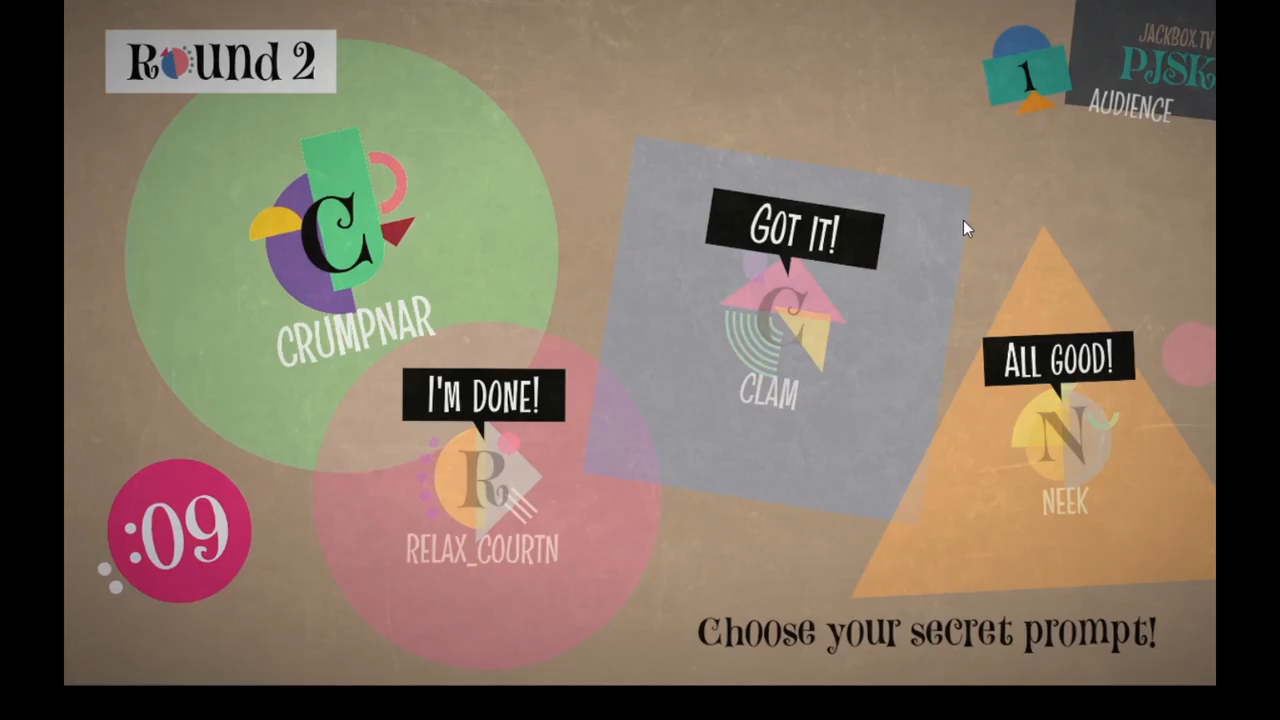 Round 2
JACKBOX.TV
PJSK
1
AUDIENCE
C
CRUMPNAR
GOT IT!
C
CLAM
I'M DONE!
R
RELAX_COURTN
ALL GOOD!
N
NEEK
:09
Choose your secret prompt!